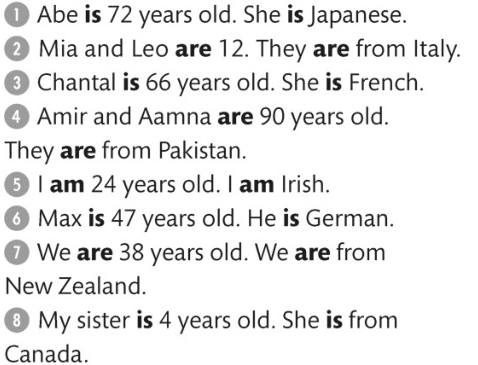 1 Abe is 72 years old. She is Japanese.
2 Mia and Leo are 12. They are from Italy.
3 Chantal is 66 years old. She is French.
4 Amir and Aamna are 90 years old.
They are from Pakistan.
5 I am 24 years old. I am Irish.
6 Max is 47 years old. He is German.
7 We are 38 years old. We are from
New Zealand.
8 My sister is 4 years old. She is from
Canada.